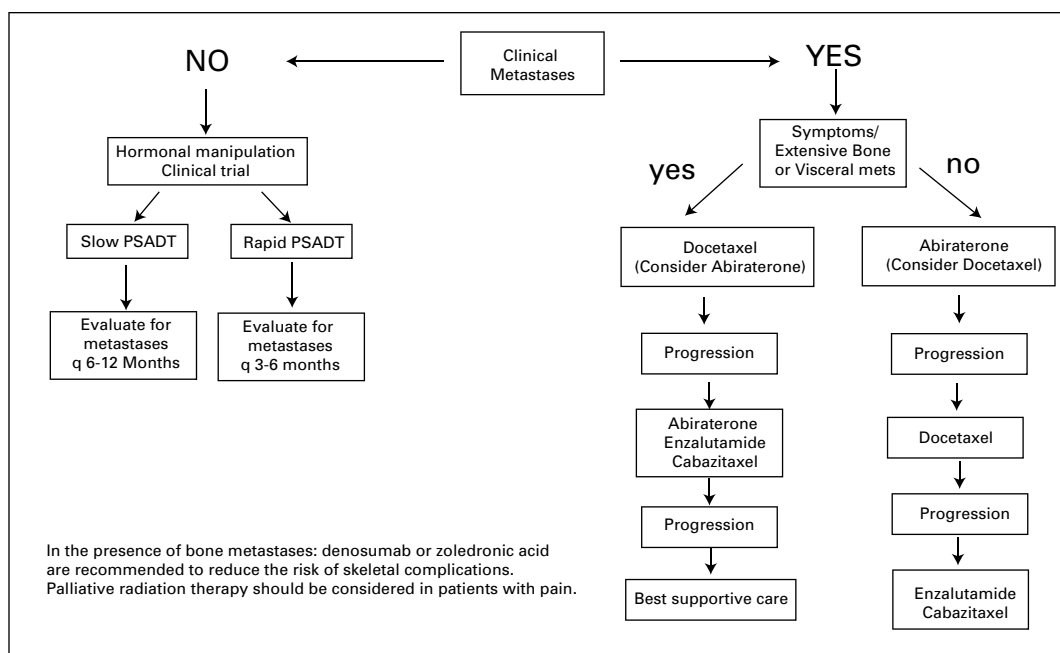 Clinical
Metastases
NO
YES
Hormonal manipulation
Clinical trial
Slow PSADT
Rapid PSADT
Evaluate for
metastases
q 6-12 Months
Evaluate for
metastases
q 3-6 months
Symptoms/
Extensive Bone
or Visceral mets
yes
no
Docetaxel
(Consider Abiraterone)
Progression
Abiraterone
Enzalutamide
Cabazitaxel
Progression
Best supportive care
Abiraterone
(Consider Docetaxel)
Progression
Docetaxel
Progression
Enzalutamide
Cabazitaxel
In the presence of bone metastases: denosumab or zoledronic acid
are recommended to reduce the risk of skeletal complications.
Palliative radiation therapy should be considered in patients with pain.